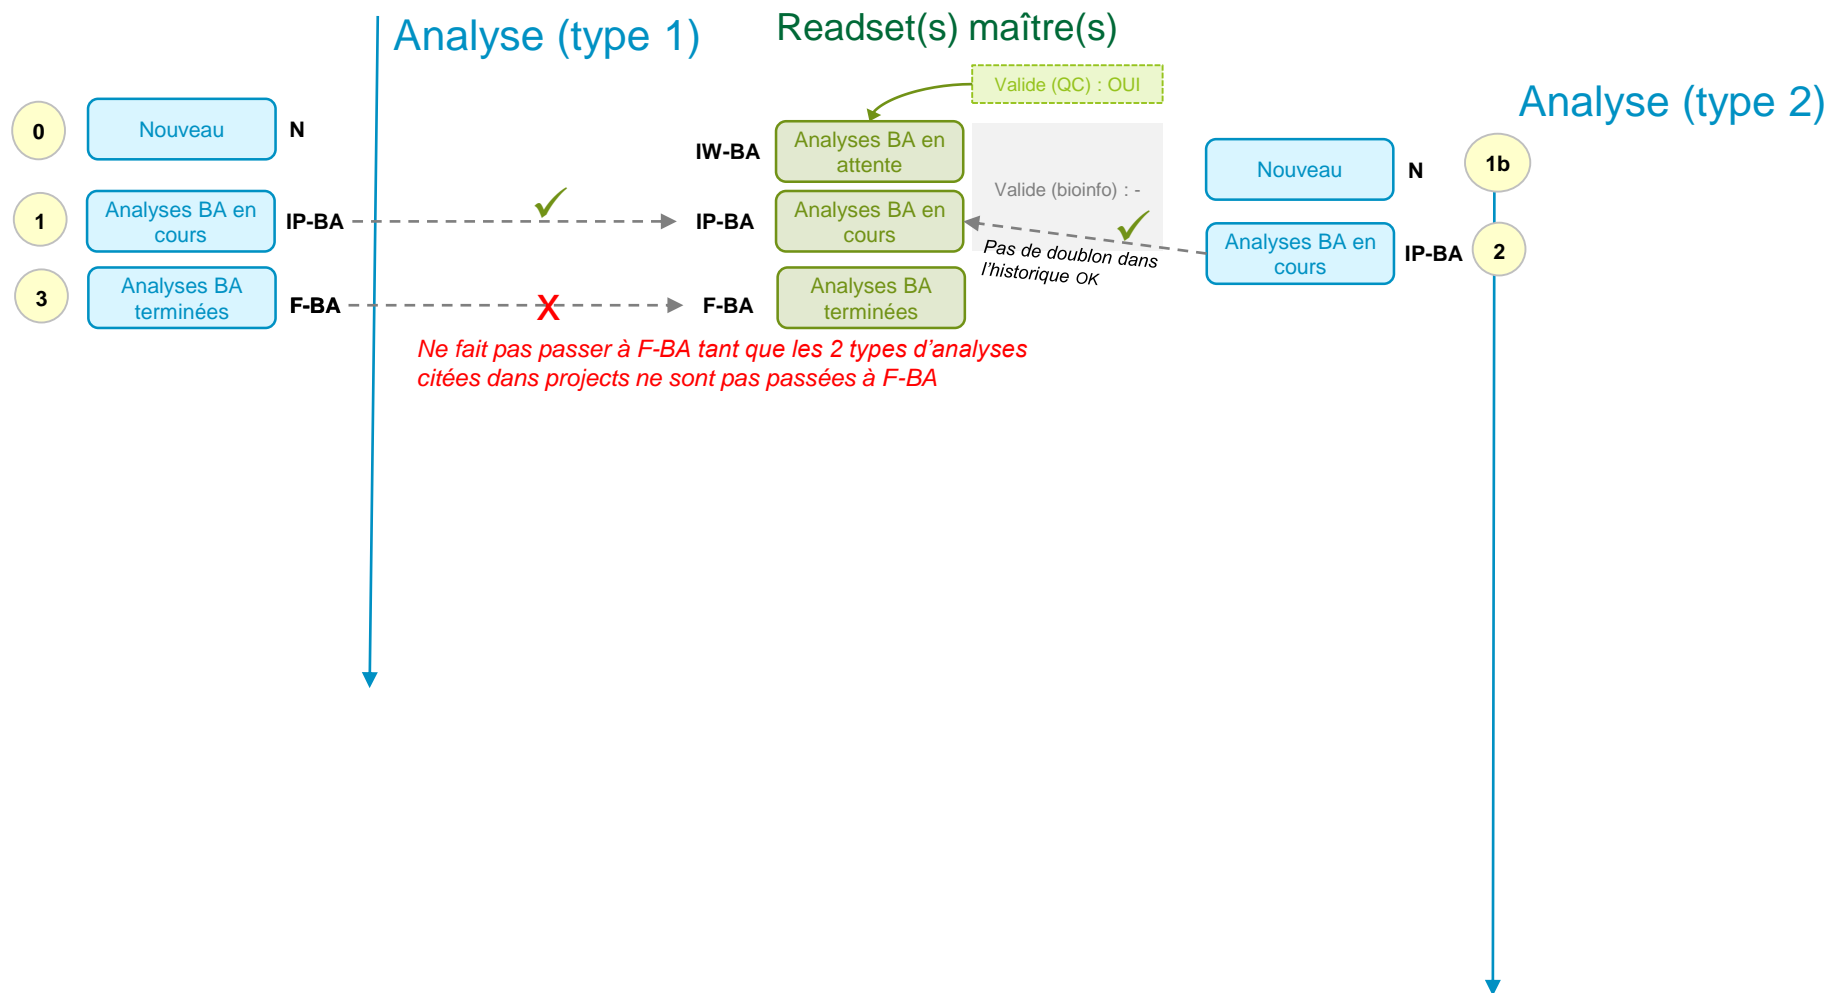 Analyse (type 1)
Readset(s) maître(s)
Analyse (type 2)
Valide (QC) : OUI
0
Nouveau
N
IW-BA
Analyses BA en
attente
Nouveau
N
1b
Valide (bioinfo) : -
1
Analyses BA en
cours
IP-BA
IP-BA
Analyses BA en
cours
Pas de doublon dans
l'historique OK
Analyses BA en
cours
IP-BA
2
3
Analyses BA
terminées
F-BA
X
F-BA
Analyses BA
terminées
Ne fait pas passer à F-BA tant que les 2 types d'analyses
citées dans projects ne sont pas passées à F-BA